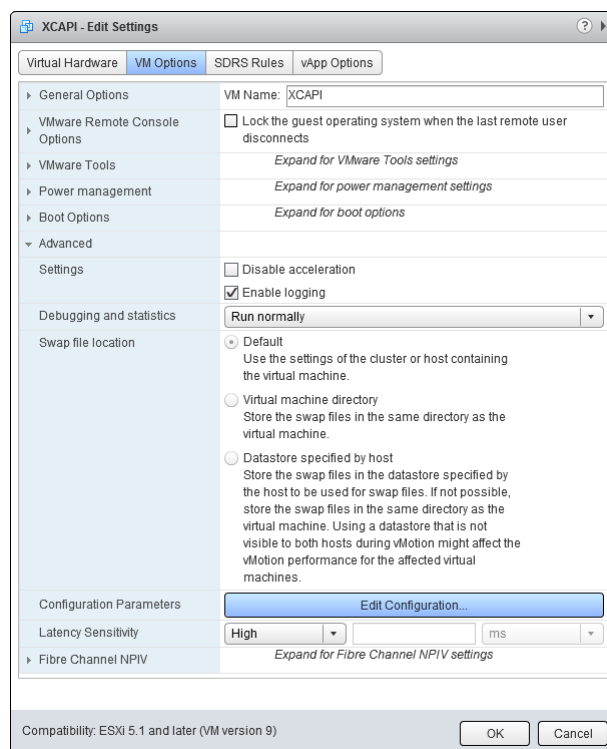 XCAPI - Edit Settings
?
Virtual Hardware VM Options SDRS Rules vApp Options
General Options VM Name: XCAPI
VMware Remote Console Options
Lock the guest operating system when the last remote user
disconnects
VMware Tools Expand for VMware Tools settings
Power management Expand for power management settings
Boot Options Expand for boot options
Advanced
Settings Disable acceleration
Enable logging
Debugging and statistics Run normally
Swap file location Default
Use the settings of the cluster or host containing
the virtual machine.
Virtual machine directory
Store the swap files in the same directory as the
virtual machine.
Datastore specified by host
Store the swap files in the datastore specified by
the host to be used for swap files. If not possible,
store the swap files in the same directory as the
virtual machine. Using a datastore that is not
visible to both hosts during vMotion might affect the
vMotion performance for the affected virtual
machines.
Configuration Parameters Edit Configuration...
Latency Sensitivity High ms
Fibre Channel NPIV Expand for Fibre Channel NPIV settings
Compatibility: ESXi 5.1 and later (VM version 9) OK Cancel